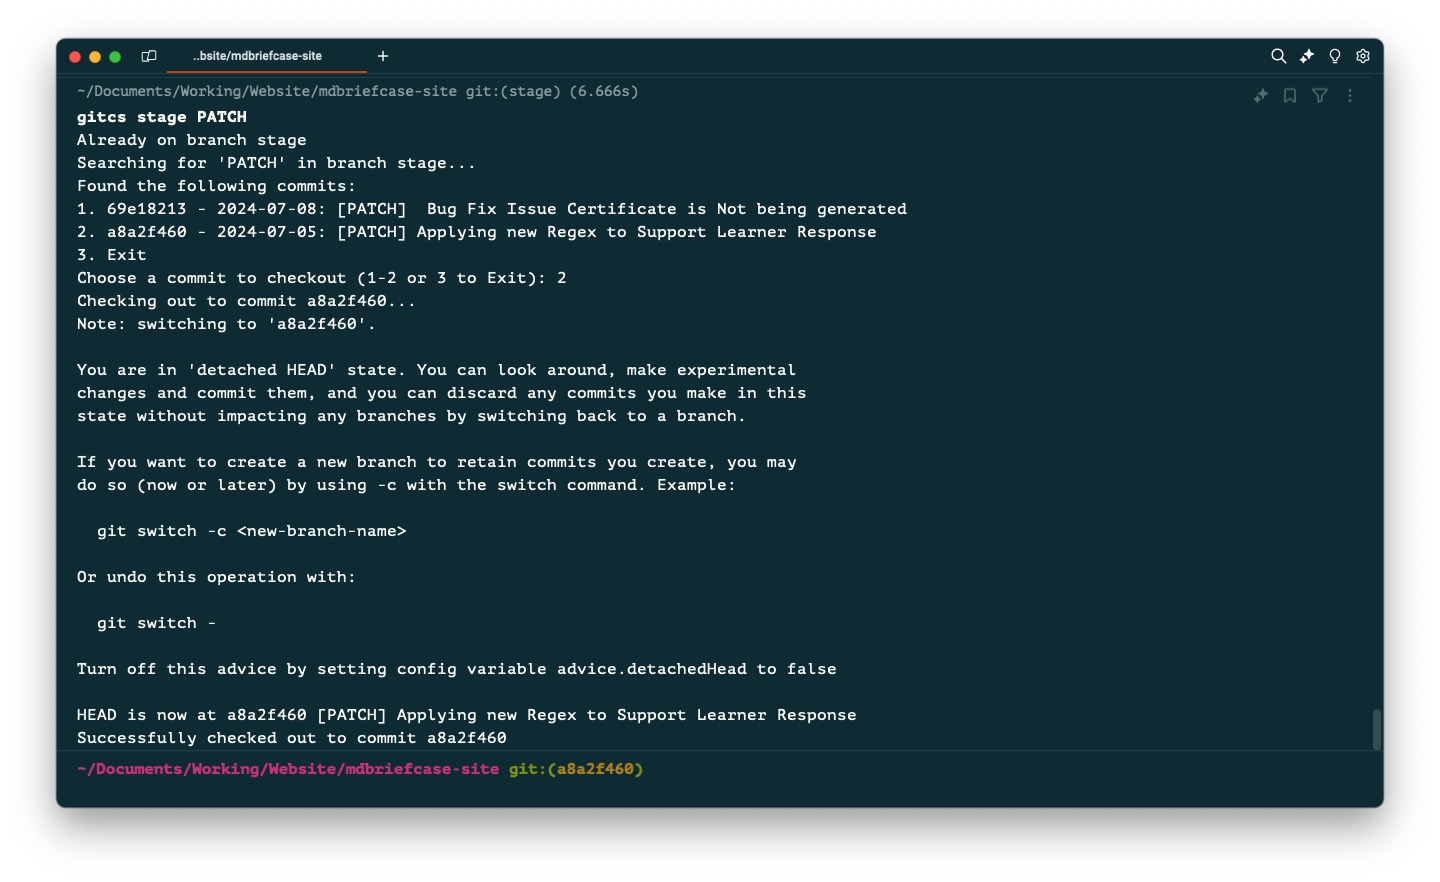 ..bsite/mdbriefcase-site
~/Documents/Working/Website/mdbriefcase-site git:(stage) (6.666s)
gitcs stage PATCH
Already on branch stage
Searching for 'PATCH' in branch stage...
Found the following commits:
1. 69e18213 - 2024-07-08: [PATCH]  Bug Fix Issue Certificate is Not being generated
2. a8a2f460 - 2024-07-05: [PATCH] Applying new Regex to Support Learner Response
3. Exit
Choose a commit to checkout (1-2 or 3 to Exit): 2
Checking out to commit a8a2f460...
Note: switching to 'a8a2f460'.
You are in 'detached HEAD' state. You can look around, make experimental
changes and commit them, and you can discard any commits you make in this
state without impacting any branches by switching back to a branch.
If you want to create a new branch to retain commits you create, you may
do so (now or later) by using -c with the switch command. Example:
git switch -c <new-branch-name>
Or undo this operation with:
git switch -
Turn off this advice by setting config variable advice.detachedHead to false
HEAD is now at a8a2f460 [PATCH] Applying new Regex to Support Learner Response
Successfully checked out to commit a8a2f460
~/Documents/Working/Website/mdbriefcase-site git:(a8a2f460)